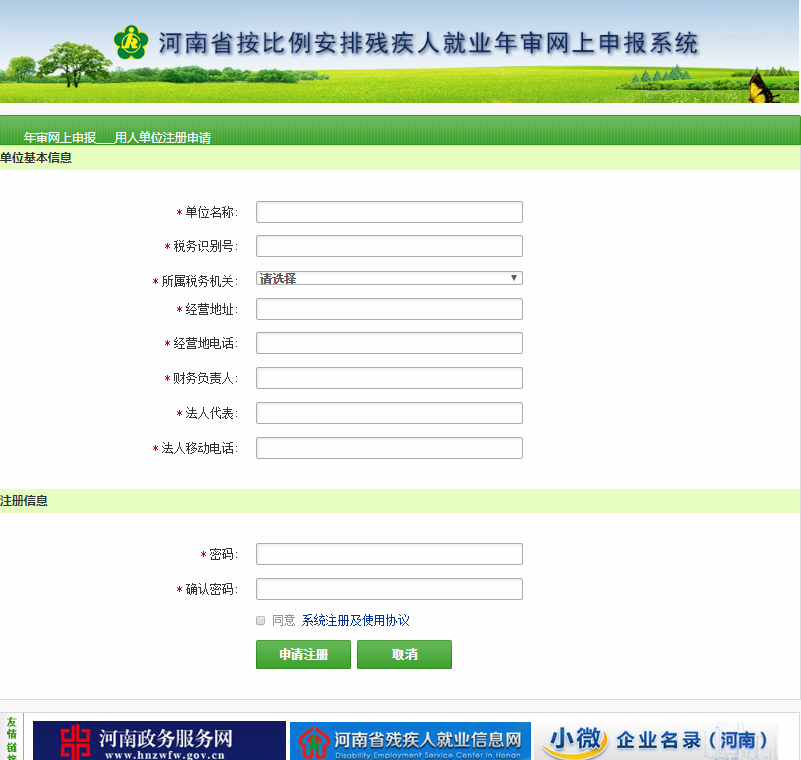 河南省按比例安排残疾人就业年审网上申报系统
年审网上申报___用人单位注册申请
单位基本信息
*单位名称:
*税务识别号:
*所属税务机关: 请选择
*经营地址:
*经营地电话:
*财务负责人:
*法人代表:
*法人移动电话:
注册信息
*密码:
*确认密码:
同意 系统注册及使用协议
申请注册 取消
友情链接
河南政务服务网
www.hnzwfw.gov.cn
河南省残疾人就业信息网
Disability Employment Service Center in Henan
小微企业名录(河南)